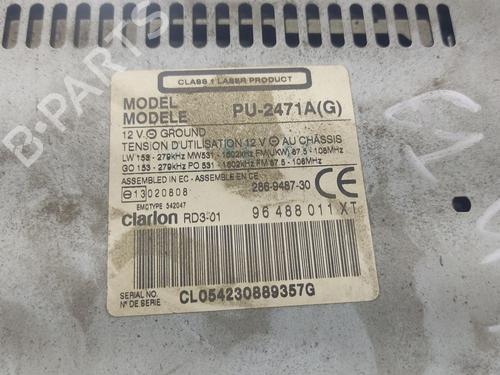 B-PARTS
CLASS 1 LASER PRODUCT
MODEL PU-2471A(G)
MODELE
12 V ⊖ GROUND
TENSION D'UTILISATION 12 V ⊖ AU CHÂSSIS
LW 153 - 279kHz MW531 - 1602kHz FM(UKW) 87.5 - 108MHz
GO 153 - 279kHz PO 531 - 1602kHz FM 87.5 - 108MHz
ASSEMBLED IN EC - ASSEMBLE EN CE 286-9487-30 CE
⊖13020808
EMCTYPE 542047
clarion RD3-01 96 488 011 XT
SERIAL NO.
Nº DE SERIE CL054230889357G